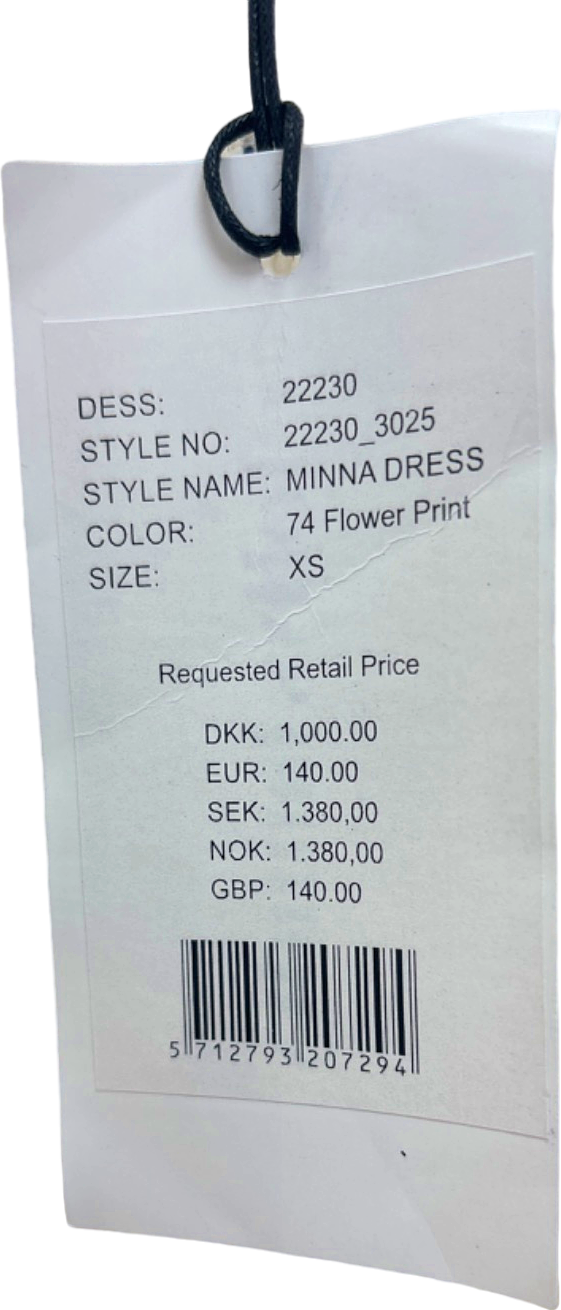 DESS: 22230
STYLE NO: 22230_3025
STYLE NAME: MINNA DRESS
COLOR: 74 Flower Print
SIZE: XS
Requested Retail Price
DKK: 1,000.00
EUR: 140.00
SEK: 1.380,00
NOK: 1.380,00
GBP: 140.00
5 712793 207294